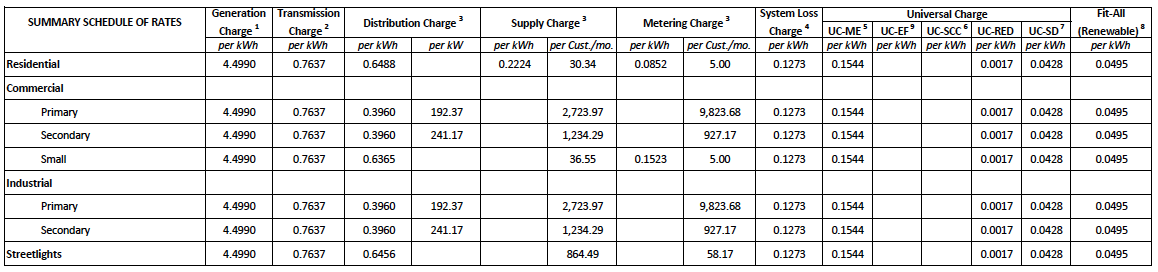 SUMMARY SCHEDULE OF RATES Generation Charge 1 Transmission Charge 2 Distribution Charge 3 Supply Charge 3 Metering Charge 3 System Loss Charge 4 Universal Charge Fit-All (Renewable) 8
UC-ME 5 UC-EF 9 UC-SCC 6 UC-RED UC-SD 7
per kWh per kWh per kWh per kW per kWh per Cust./mo. per kWh per Cust./mo. per kWh per kWh per kWh per kWh per kWh per kWh per kWh
Residential 4.4990 0.7637 0.6488 0.2224 30.34 0.0852 5.00 0.1273 0.1544 0.0017 0.0428 0.0495
Commercial
Primary 4.4990 0.7637 0.3960 192.37 2,723.97 9,823.68 0.1273 0.1544 0.0017 0.0428 0.0495
Secondary 4.4990 0.7637 0.3960 241.17 1,234.29 927.17 0.1273 0.1544 0.0017 0.0428 0.0495
Small 4.4990 0.7637 0.6365 36.55 0.1523 5.00 0.1273 0.1544 0.0017 0.0428 0.0495
Industrial
Primary 4.4990 0.7637 0.3960 192.37 2,723.97 9,823.68 0.1273 0.1544 0.0017 0.0428 0.0495
Secondary 4.4990 0.7637 0.3960 241.17 1,234.29 927.17 0.1273 0.1544 0.0017 0.0428 0.0495
Streetlights 4.4990 0.7637 0.6456 864.49 58.17 0.1273 0.1544 0.0017 0.0428 0.0495